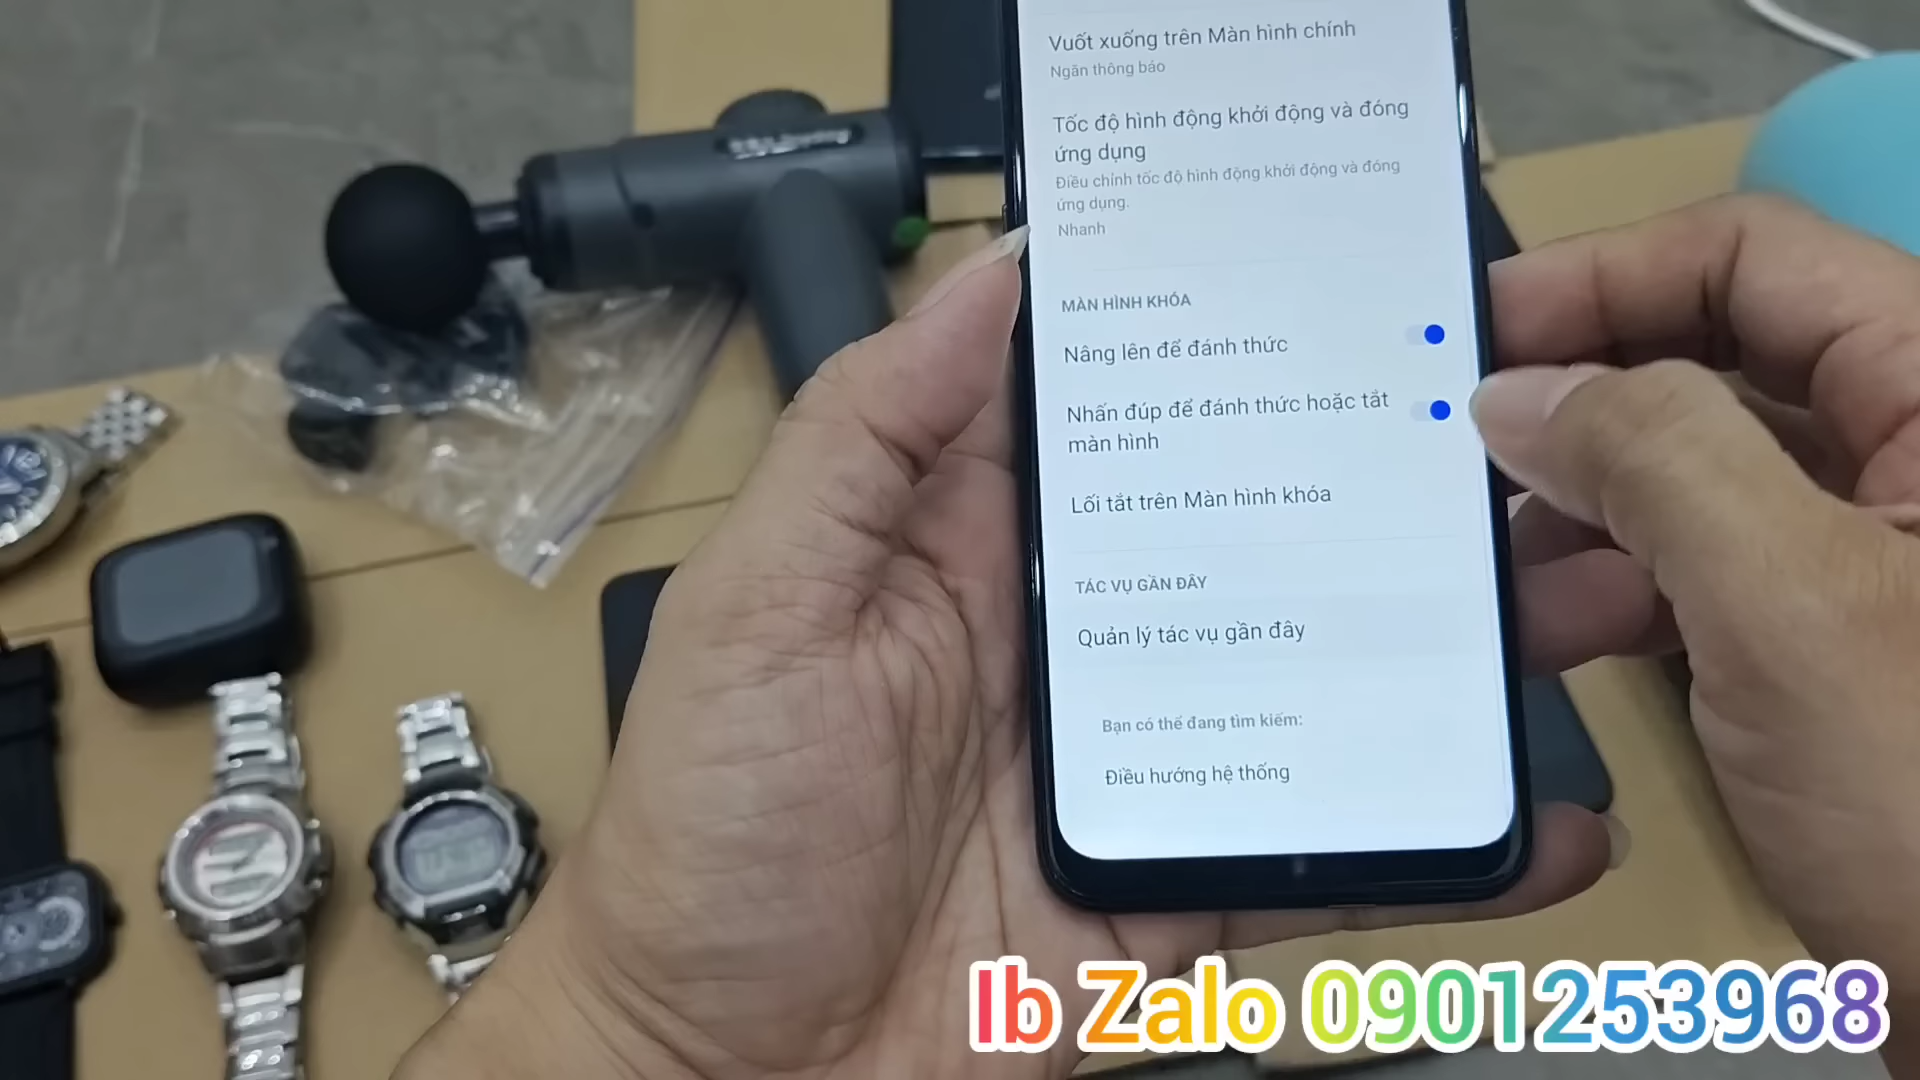 Vuốt xuống trên Màn hình chính
Ngăn thông báo
Tốc độ hình động khởi động và đóng
ứng dụng
Điều chỉnh tốc độ hình động khởi động và đóng
ứng dụng.
Nhanh
MÀN HÌNH KHÓA
Nâng lên để đánh thức
Nhấn đúp để đánh thức hoặc tắt
màn hình
Lối tắt trên Màn hình khóa
TÁC VỤ GẦN ĐÂY
Quản lý tác vụ gần đây
Bạn có thể đang tìm kiếm:
Điều hướng hệ thống
Ib Zalo 0901253968